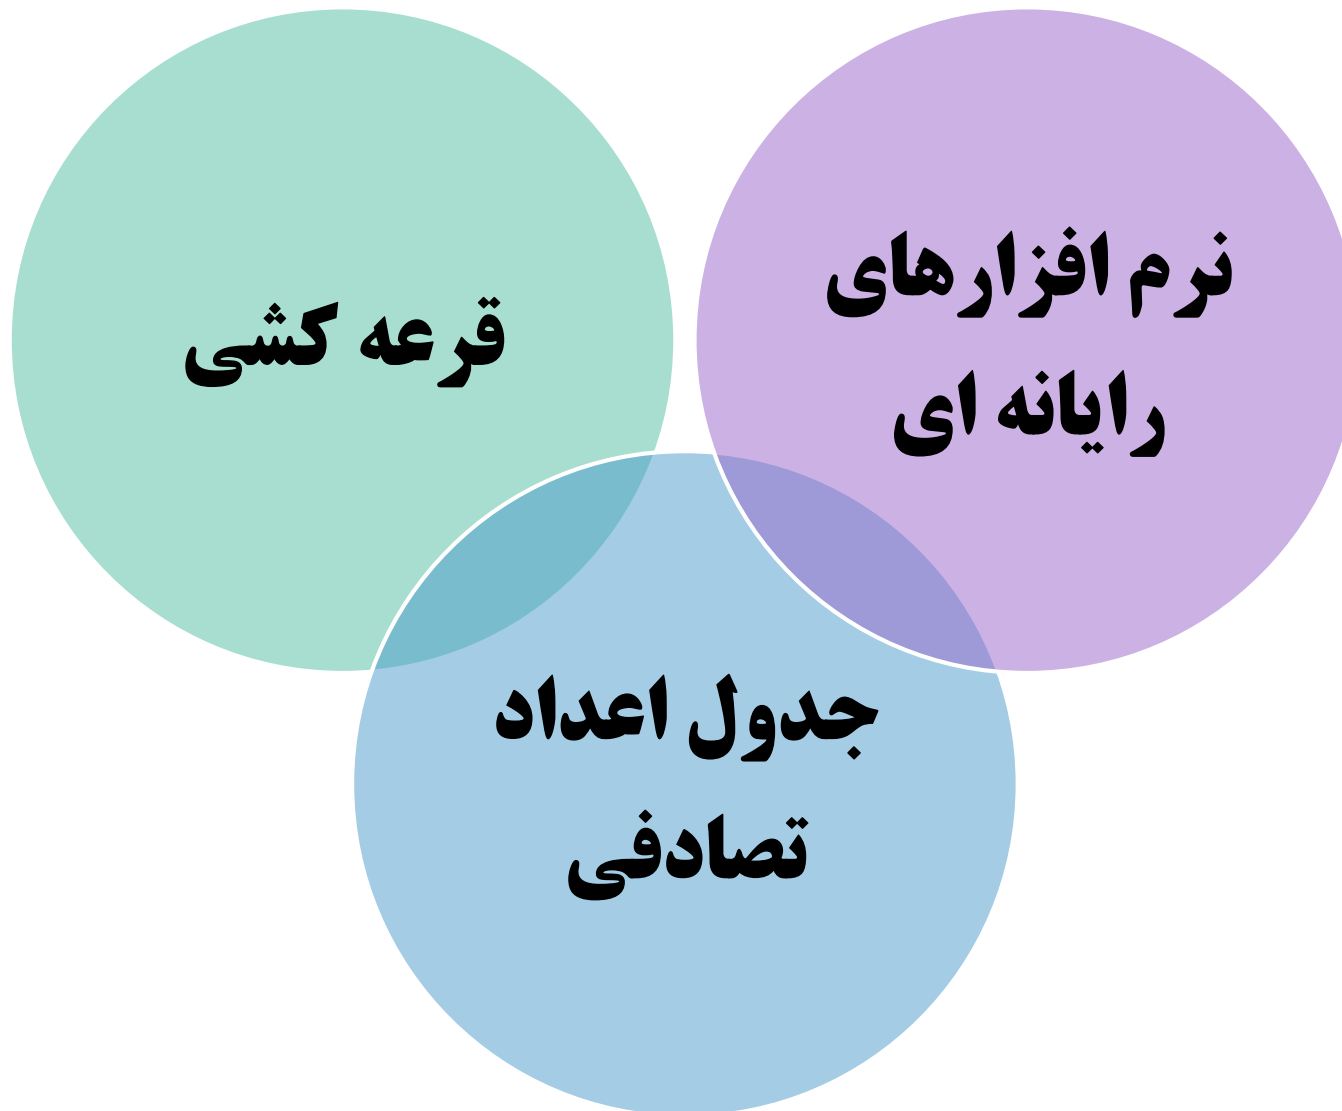 نرم افزارهای
رایانه ای
قرعه کشی
جدول اعداد
تصادفی